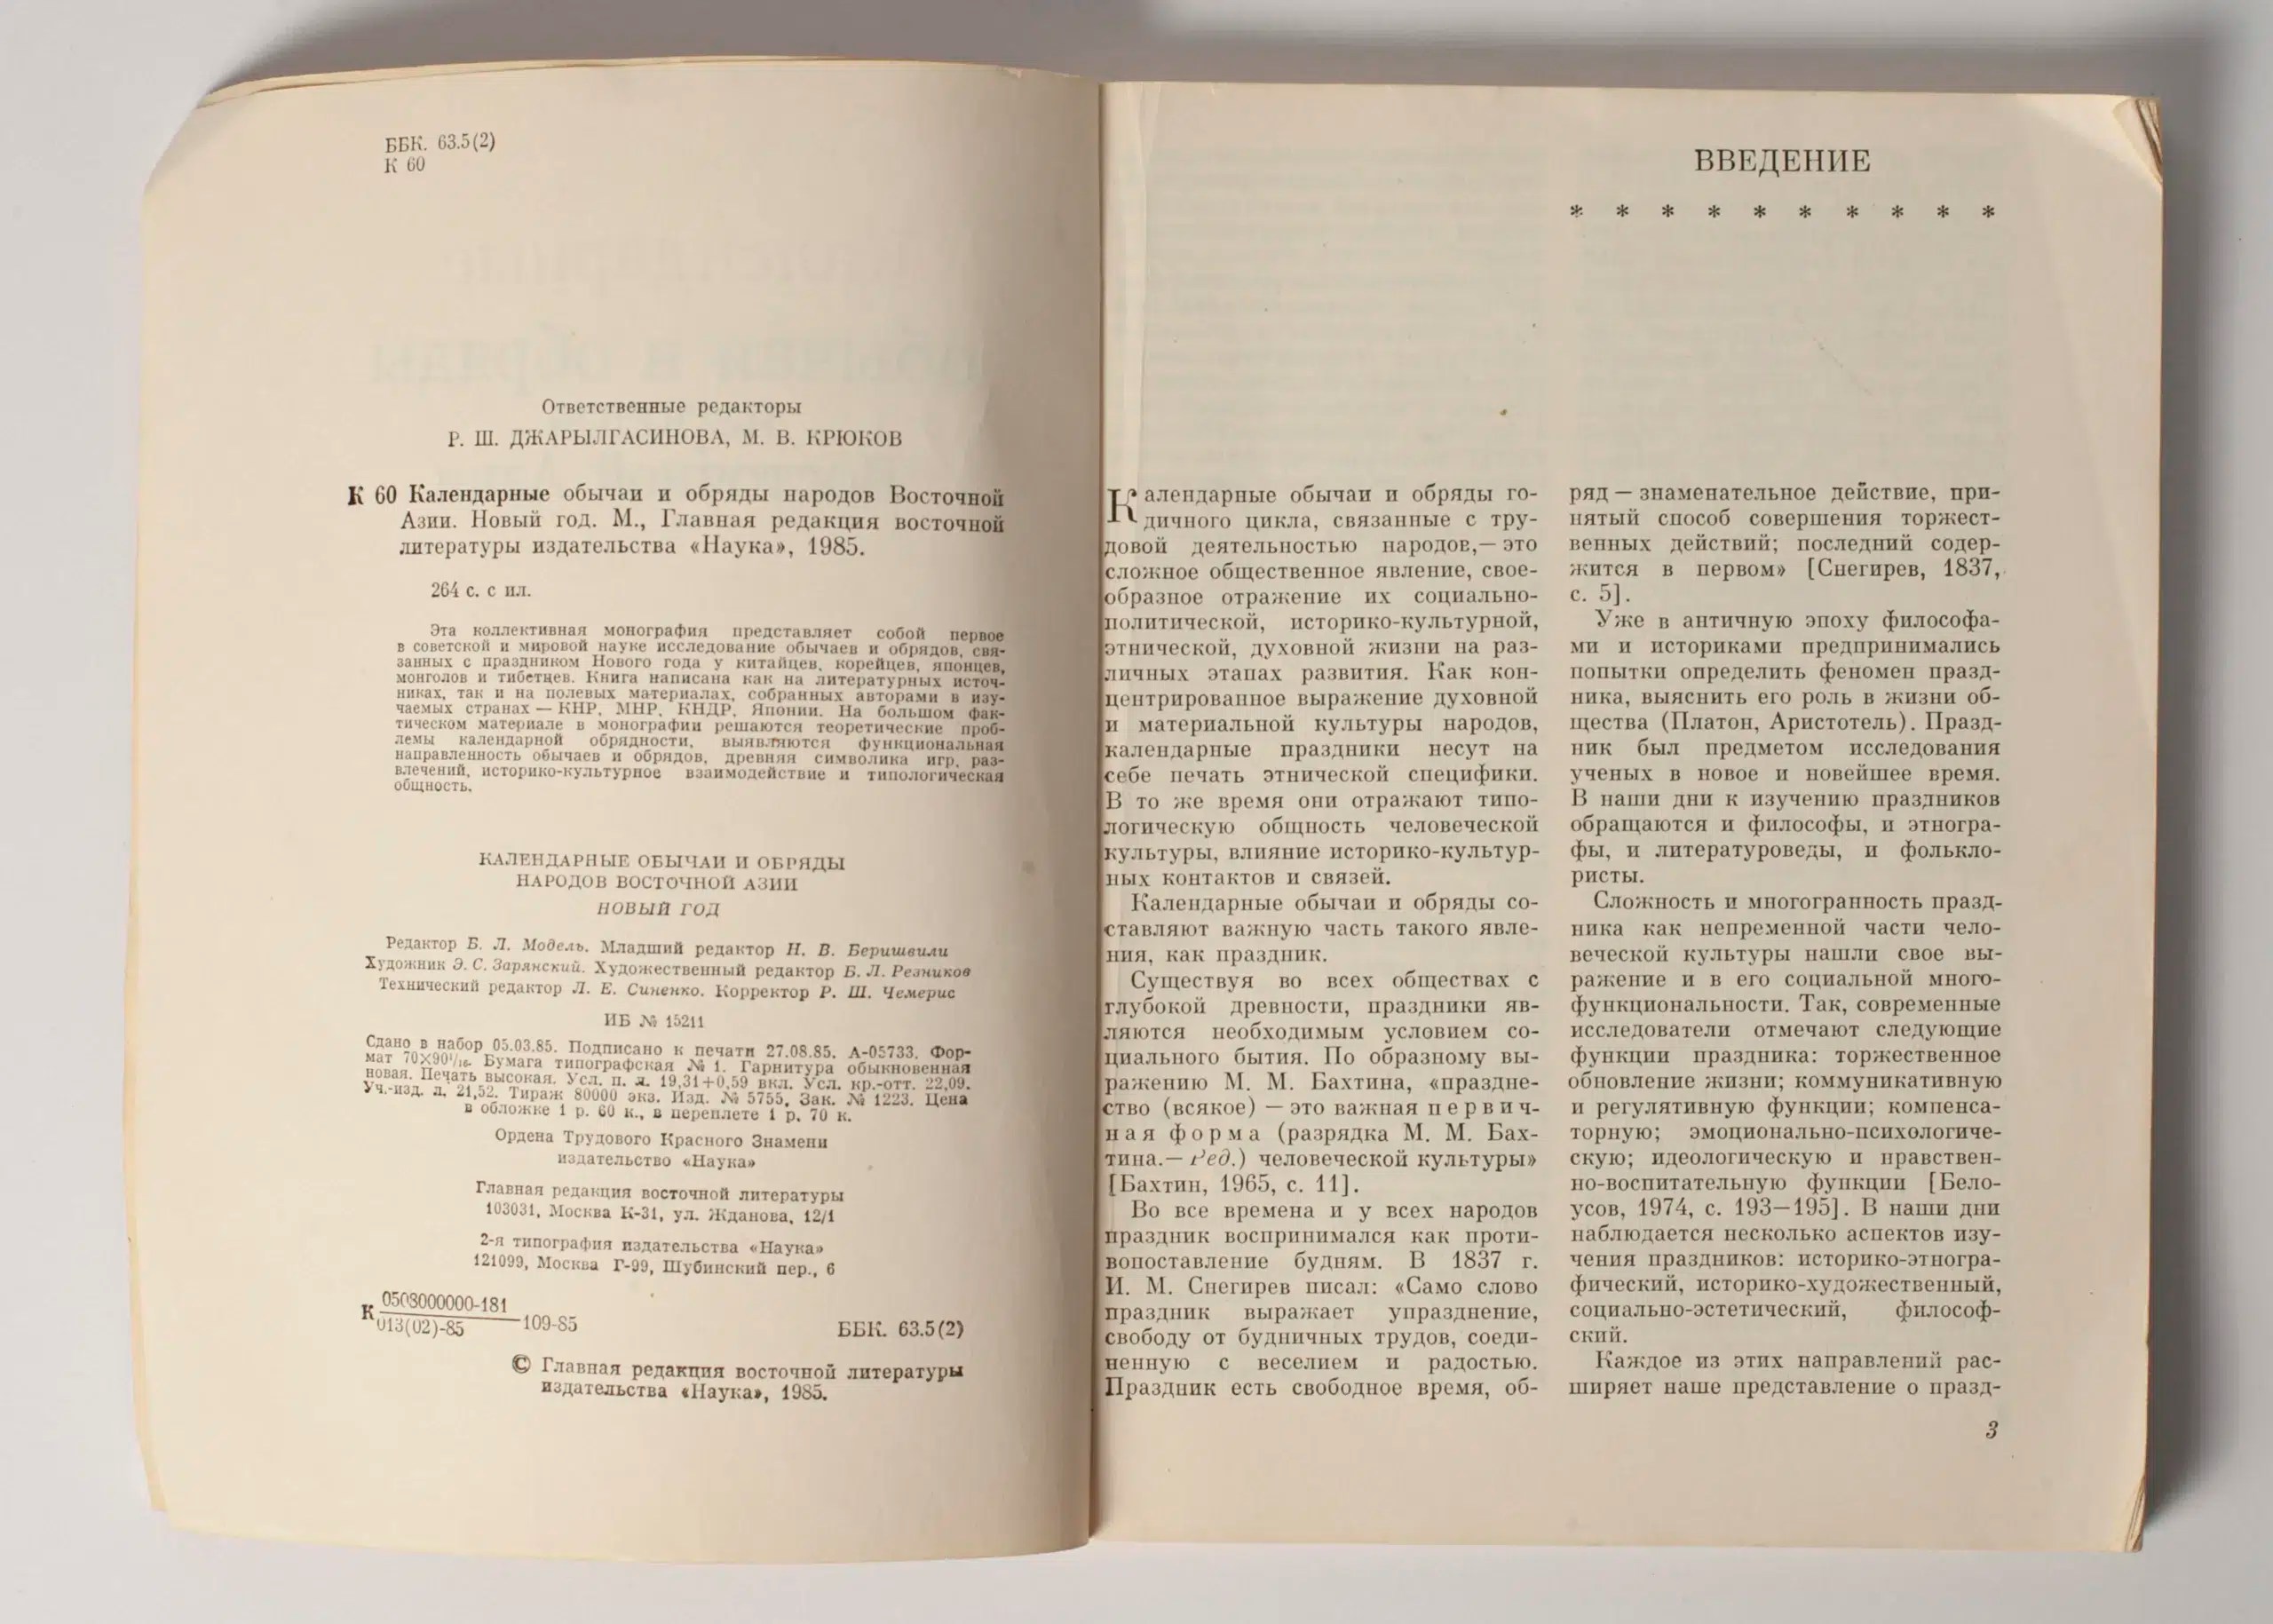 ББК. 63.5(2)
К 60
Ответственные редакторы
Р. Ш. ДЖАРЫЛГАСИНОВА, М. В. КРЮКОВ
К 60 Календарные обычаи и обряды народов Восточной
Азии. Новый год. М., Главная редакция восточной
литературы издательства «Наука», 1985.
264 с. с ил.
Эта коллективная монография представляет собой первое
в советской и мировой науке исследование обычаев и обрядов, свя-
занных с праздником Нового года у китайцев, корейцев, японцев,
монголов и тибетцев. Книга написана как на литературных источ-
никах, так и на полевых материалах, собранных авторами в изу-
чаемых странах — КНР, МНР, КНДР, Японии. На большом фак-
тическом материале в монографии решаются теоретические проб-
лемы календарной обрядности, выявляются функциональная
направленность обычаев и обрядов, древняя символика игр, раз-
влечений, историко-культурное взаимодействие и типологическая
общность.
КАЛЕНДАРНЫЕ ОБЫЧАИ И ОБРЯДЫ
НАРОДОВ ВОСТОЧНОЙ АЗИИ
НОВЫЙ ГОД
Редактор Б. Л. Модель. Младший редактор Н. В. Беришвили
Художник Э. С. Зарянский. Художественный редактор Б. Л. Резников
Технический редактор Л. Е. Синенко. Корректор Р. Ш. Чемерис
ИБ № 15211
Сдано в набор 05.03.85. Подписано к печати 27.08.85. А-05733. Фор-
мат 70×90¹/₁₆. Бумага типографская № 1. Гарнитура обыкновенная
новая. Печать высокая. Усл. п. л. 19,31+0,59 вкл. Усл. кр.-отт. 22,09.
Уч.-изд. л. 21,52. Тираж 80000 экз. Изд. № 5755. Зак. № 1223. Цена
в обложке 1 р. 60 к., в переплете 1 р. 70 к.
Ордена Трудового Красного Знамени
издательство «Наука»
Главная редакция восточной литературы
103031, Москва К-31, ул. Жданова, 12/1
2-я типография издательства «Наука»
121099, Москва Г-99, Шубинский пер., 6
К 0508000000-181
013(02)-85 109-85
ББК. 63.5(2)
© Главная редакция восточной литературы
издательства «Наука», 1985.
ВВЕДЕНИЕ
* * * * * * * * * *
Календарные обычаи и обряды го-
дичного цикла, связанные с тру-
довой деятельностью народов,— это
сложное общественное явление, свое-
образное отражение их социально-
политической, историко-культурной,
этнической, духовной жизни на раз-
личных этапах развития. Как кон-
центрированное выражение духовной
и материальной культуры народов,
календарные праздники несут на
себе печать этнической специфики.
В то же время они отражают типо-
логическую общность человеческой
культуры, влияние историко-культур-
ных контактов и связей.
Календарные обычаи и обряды со-
ставляют важную часть такого явле-
ния, как праздник.
Существуя во всех обществах с
глубокой древности, праздники яв-
ляются необходимым условием со-
циального бытия. По образному вы-
ражению М. М. Бахтина, «праздне-
ство (всякое) — это важная первич-
ная форма (разрядка М. М. Бах-
тина.— Ред.) человеческой культуры»
[Бахтин, 1965, с. 11].
Во все времена и у всех народов
праздник воспринимался как проти-
вопоставление будням. В 1837 г.
И. М. Снегирев писал: «Само слово
праздник выражает упразднение,
свободу от будничных трудов, соеди-
ненную с веселием и радостью.
Праздник есть свободное время, об-
ряд — знаменательное действие, при-
нятый способ совершения торжест-
венных действий; последний содер-
жится в первом» [Снегирев, 1837,
с. 5].
Уже в античную эпоху философа-
ми и историками предпринимались
попытки определить феномен празд-
ника, выяснить его роль в жизни об-
щества (Платон, Аристотель). Празд-
ник был предметом исследования
ученых в новое и новейшее время.
В наши дни к изучению праздников
обращаются и философы, и этногра-
фы, и литературоведы, и фолькло-
ристы.
Сложность и многогранность празд-
ника как непременной части чело-
веческой культуры нашли свое вы-
ражение и в его социальной много-
функциональности. Так, современные
исследователи отмечают следующие
функции праздника: торжественное
обновление жизни; коммуникативную
и регулятивную функции; компенса-
торную; эмоционально-психологиче-
скую; идеологическую и нравствен-
но-воспитательную функции [Бело-
усов, 1974, с. 193—195]. В наши дни
наблюдается несколько аспектов изу-
чения праздников: историко-этногра-
фический, историко-художественный,
социально-эстетический, философ-
ский.
Каждое из этих направлений рас-
ширяет наше представление о празд-
3